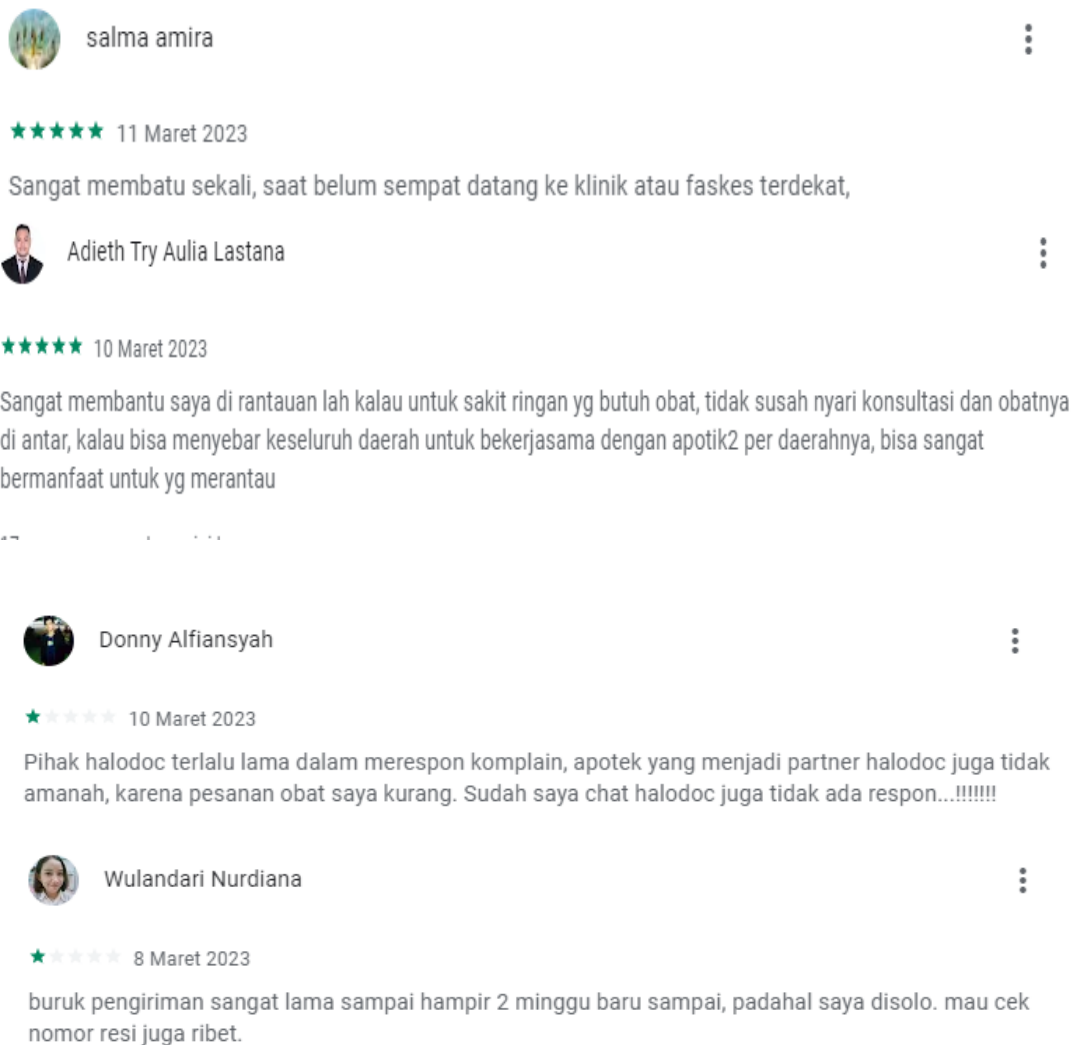 salma amira
11 Maret 2023
Sangat membatu sekali, saat belum sempat datang ke klinik atau faskes terdekat,
Adieth Try Aulia Lastana
10 Maret 2023
Sangat membantu saya di rantauan lah kalau untuk sakit ringan yg butuh obat, tidak susah nyari konsultasi dan obatnya
di antar, kalau bisa menyebar keseluruh daerah untuk bekerjasama dengan apotik2 per daerahnya, bisa sangat
bermanfaat untuk yg merantau
Donny Alfiansyah
10 Maret 2023
Pihak halodoc terlalu lama dalam merespon komplain, apotek yang menjadi partner halodoc juga tidak
amanah, karena pesanan obat saya kurang. Sudah saya chat halodoc juga tidak ada respon...!!!!!!!
Wulandari Nurdiana
8 Maret 2023
buruk pengiriman sangat lama sampai hampir 2 minggu baru sampai, padahal saya disolo. mau cek
nomor resi juga ribet.